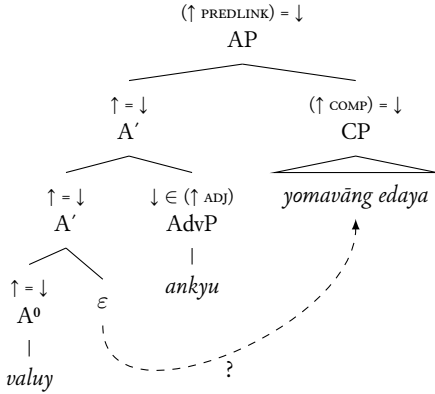 (↑ PREDLINK) = ↓
AP
↑ = ↓ (↑ COMP) = ↓
A′ CP
↑ = ↓ ↓ ∈ (↑ ADJ) yomavāng edaya
A′ AdvP
↑ = ↓ ε ankyu
A⁰
valuy ?